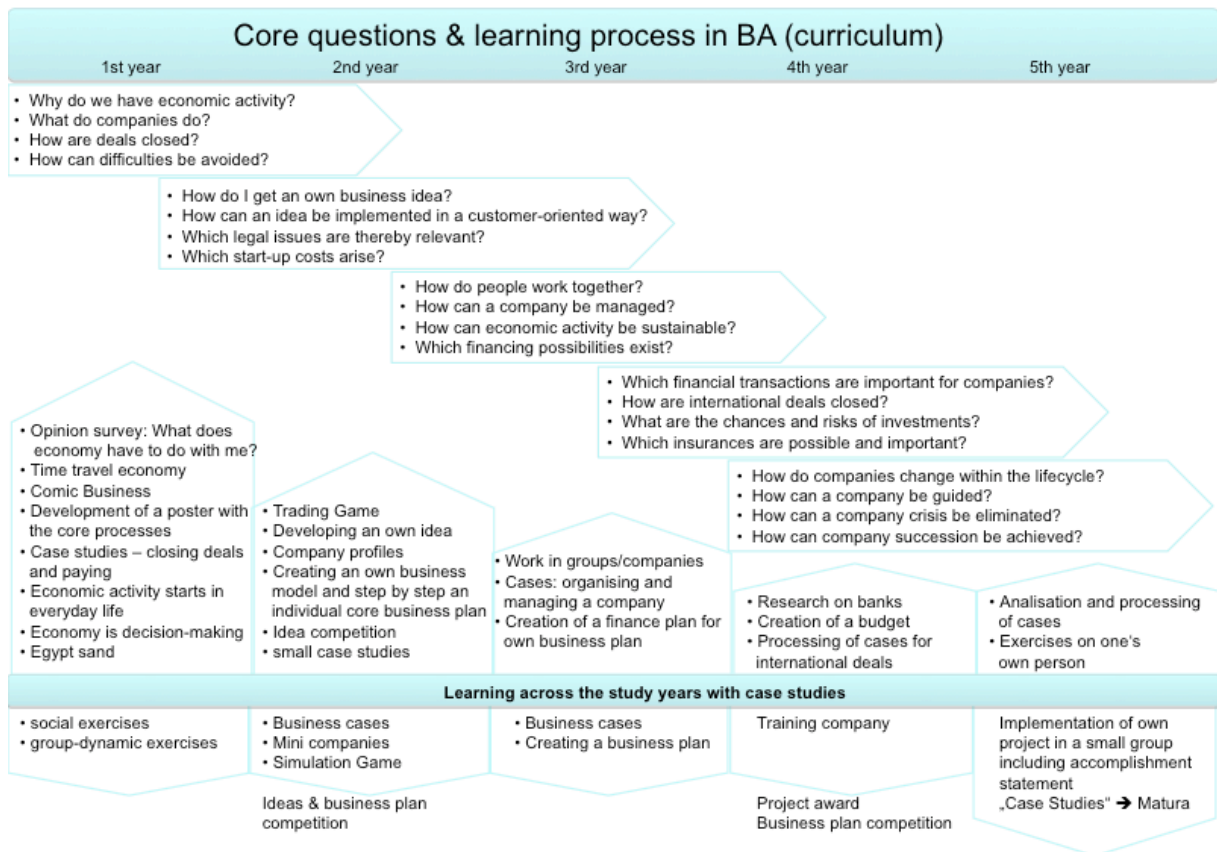 Core questions & learning process in BA (curriculum)
1st year 2nd year 3rd year 4th year 5th year
• Why do we have economic activity?
• What do companies do?
• How are deals closed?
• How can difficulties be avoided?
• How do I get an own business idea?
• How can an idea be implemented in a customer-oriented way?
• Which legal issues are thereby relevant?
• Which start-up costs arise?
• How do people work together?
• How can a company be managed?
• How can economic activity be sustainable?
• Which financing possibilities exist?
• Which financial transactions are important for companies?
• How are international deals closed?
• What are the chances and risks of investments?
• Which insurances are possible and important?
• How do companies change within the lifecycle?
• How can a company be guided?
• How can a company crisis be eliminated?
• How can company succession be achieved?
• Opinion survey: What does
economy have to do with me?
• Time travel economy
• Comic Business
• Development of a poster with
the core processes
• Case studies – closing deals
and paying
• Economic activity starts in
everyday life
• Economy is decision-making
• Egypt sand
• Trading Game
• Developing an own idea
• Company profiles
• Creating an own business
model and step by step an
individual core business plan
• Idea competition
• small case studies
• Work in groups/companies
• Cases: organising and
managing a company
• Creation of a finance plan for
own business plan
• Research on banks
• Creation of a budget
• Processing of cases for
international deals
• Analisation and processing
of cases
• Exercises on one's
own person
Learning across the study years with case studies
• social exercises
• group-dynamic exercises
• Business cases
• Mini companies
• Simulation Game
Ideas & business plan
competition
• Business cases
• Creating a business plan
Training company
Project award
Business plan competition
Implementation of own
project in a small group
including accomplishment
statement
„Case Studies“ ➔ Matura